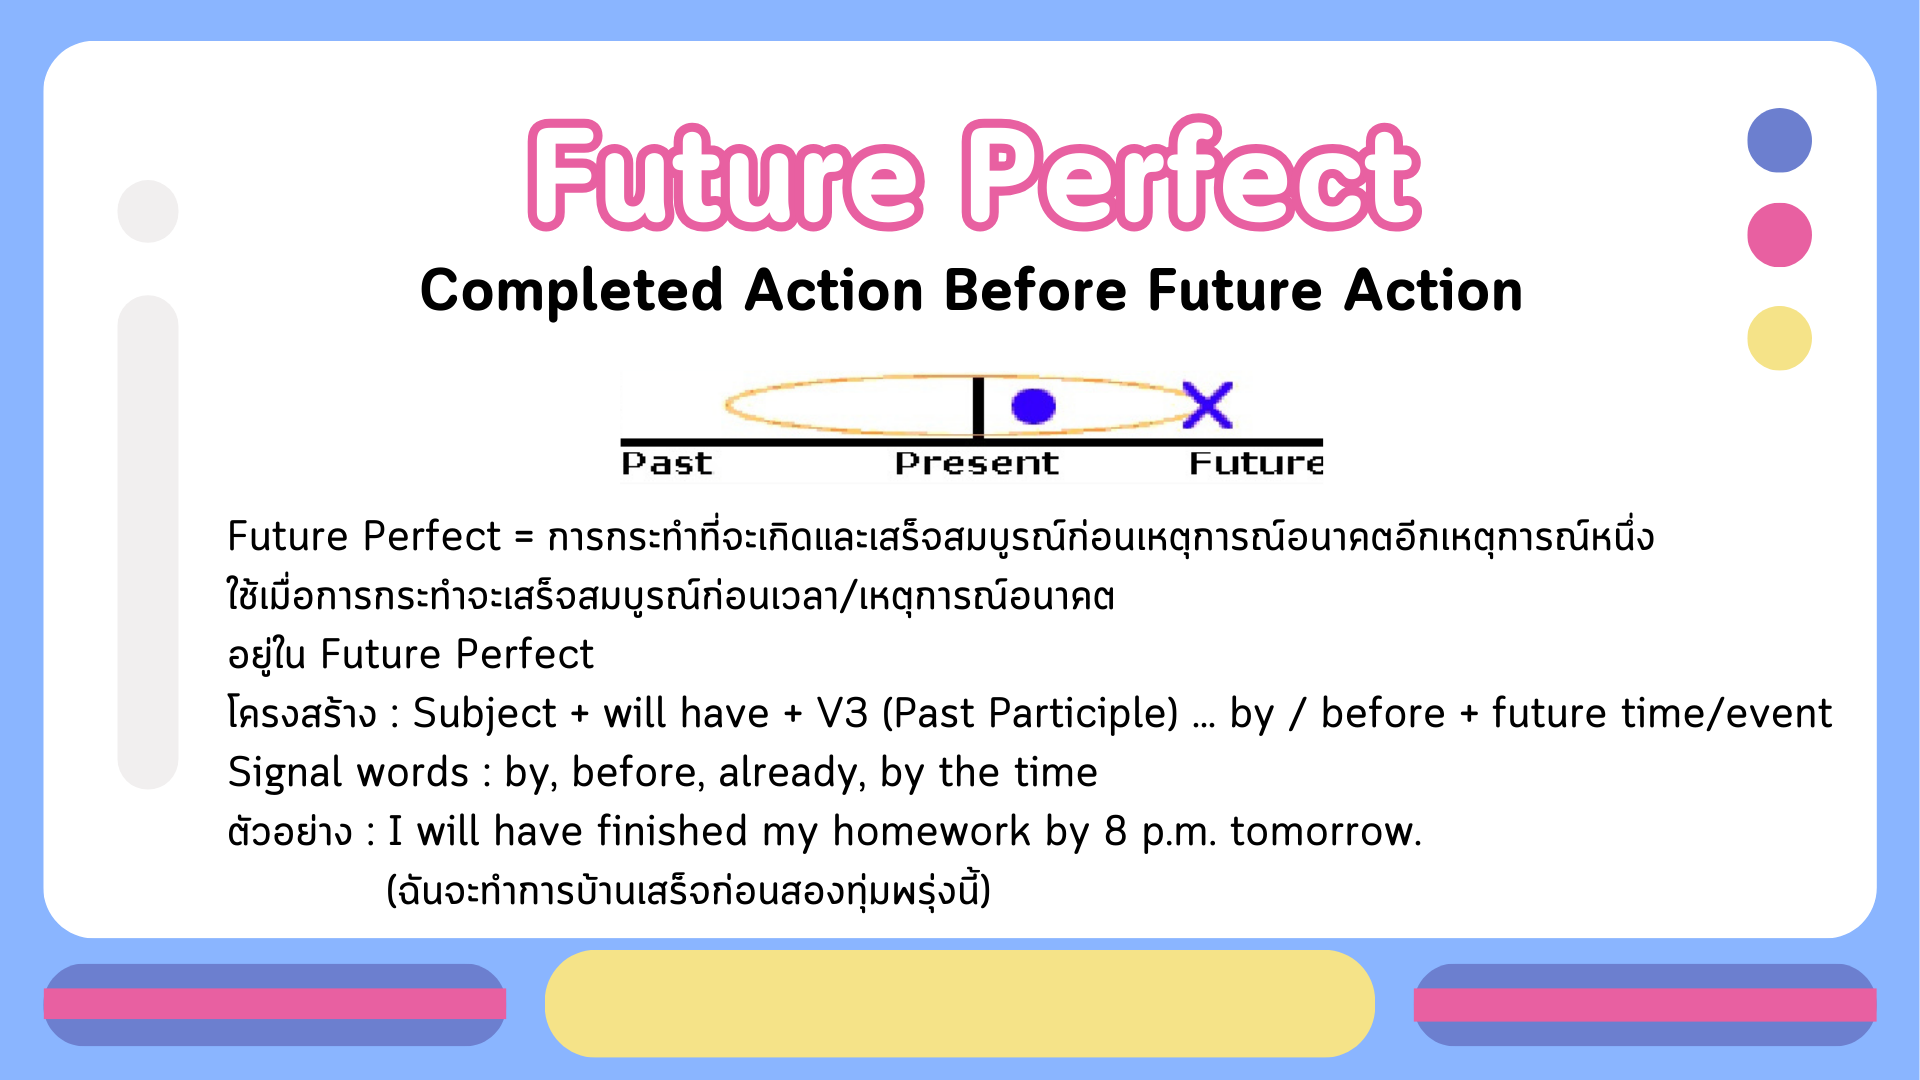 Future Perfect
Completed Action Before Future Action
Past Present Future
Future Perfect = การกระทำที่จะเกิดและเสร็จสมบูรณ์ก่อนเหตุการณ์อนาคตอีกเหตุการณ์หนึ่ง
ใช้เมื่อการกระทำจะเสร็จสมบูรณ์ก่อนเวลา/เหตุการณ์อนาคต
อยู่ใน Future Perfect
โครงสร้าง : Subject + will have + V3 (Past Participle) ... by / before + future time/event
Signal words : by, before, already, by the time
ตัวอย่าง : I will have finished my homework by 8 p.m. tomorrow.
(ฉันจะทำการบ้านเสร็จก่อนสองทุ่มพรุ่งนี้)